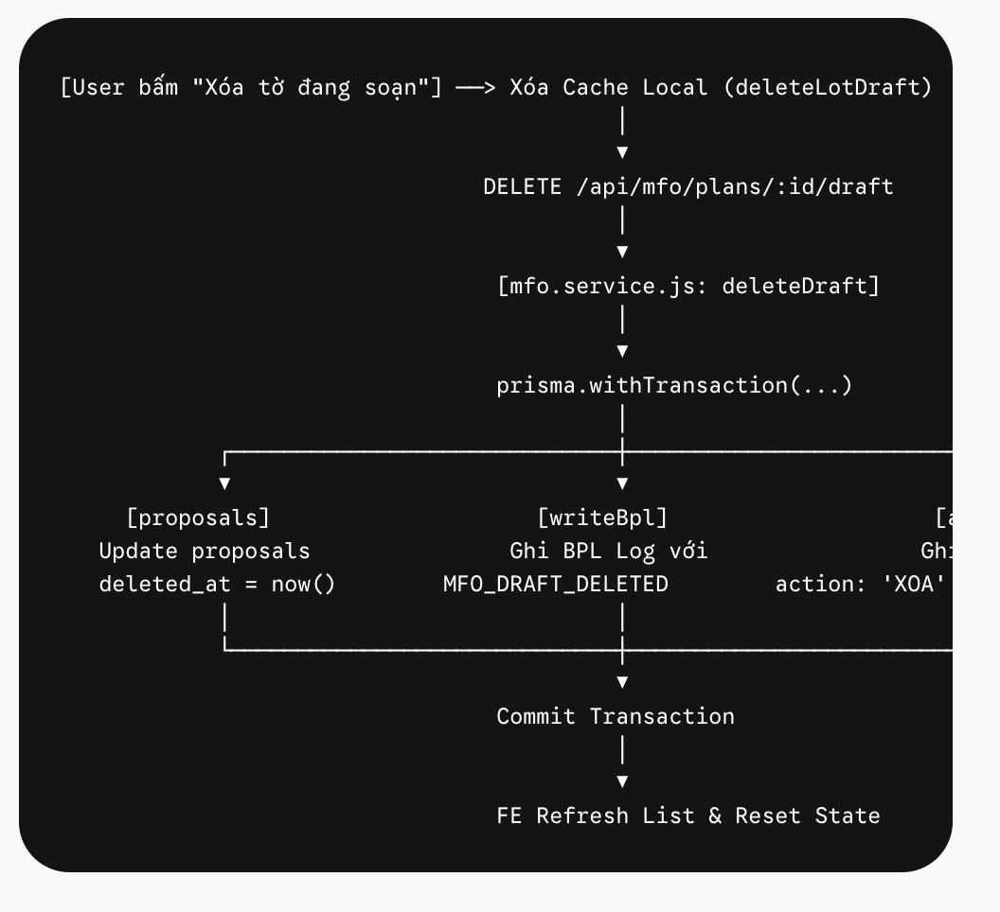 [User bấm "Xóa tờ đang soạn"] ──> Xóa Cache Local (deleteLotDraft)
DELETE /api/mfo/plans/:id/draft
[mfo.service.js: deleteDraft]
prisma.withTransaction(...)
[proposals] [writeBpl]
Update proposals Ghi BPL Log với Ghi
deleted_at = now() MFO_DRAFT_DELETED action: 'XOA'
Commit Transaction
FE Refresh List & Reset State